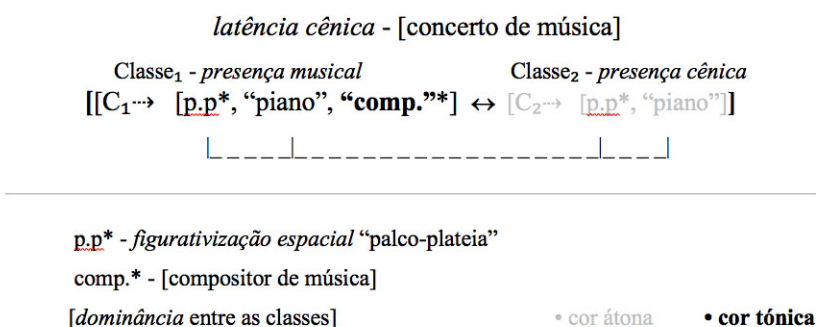 latência cênica - [concerto de música]
Classe₁ - presença musical Classe₂ - presença cênica
[[C₁⇢ [p.p*, “piano”, “comp.”*] ↔ [C₂⇢ [p.p*, “piano”]]
p.p* - figurativização espacial “palco-plateia”
comp.* - [compositor de música]
[dominância entre as classes] • cor átona • cor tónica